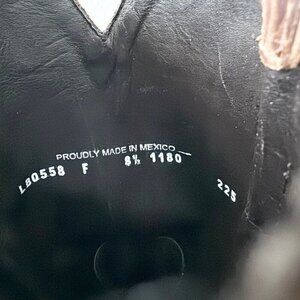 PROUDLY MADE IN MEXICO
LB0558 F 8½ 1180 225